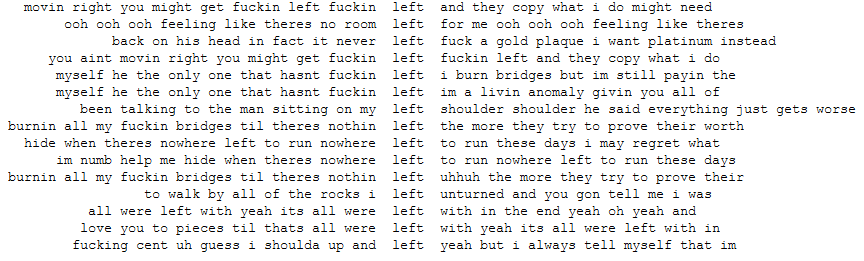 movin right you might get fuckin left fuckin left and they copy what i do might need
ooh ooh ooh feeling like theres no room left for me ooh ooh ooh feeling like theres
back on his head in fact it never left fuck a gold plaque i want platinum instead
you aint movin right you might get fuckin left fuckin left and they copy what i do
myself he the only one that hasnt fuckin left i burn bridges but im still payin the
myself he the only one that hasnt fuckin left im a livin anomaly givin you all of
been talking to the man sitting on my left shoulder shoulder he said everything just gets worse
burnin all my fuckin bridges til theres nothin left the more they try to prove their worth
hide when theres nowhere left to run nowhere left to run these days i may regret what
im numb help me hide when theres nowhere left to run nowhere left to run these days
burnin all my fuckin bridges til theres nothin left uhhuh the more they try to prove their
to walk by all of the rocks i left unturned and you gon tell me i was
all were left with yeah its all were left with in the end yeah oh yeah and
love you to pieces til thats all were left with yeah its all were left with in
fucking cent uh guess i shoulda up and left yeah but i always tell myself that im